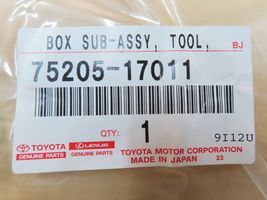 BOX SUB-ASSY, TOOL,
BJ
75205-17011
QTY:
1
9I12U
TOYOTA
GENUINE PARTS
LEXUS
GENUINE PARTS
TOYOTA MOTOR CORPORATION
MADE IN JAPAN 23